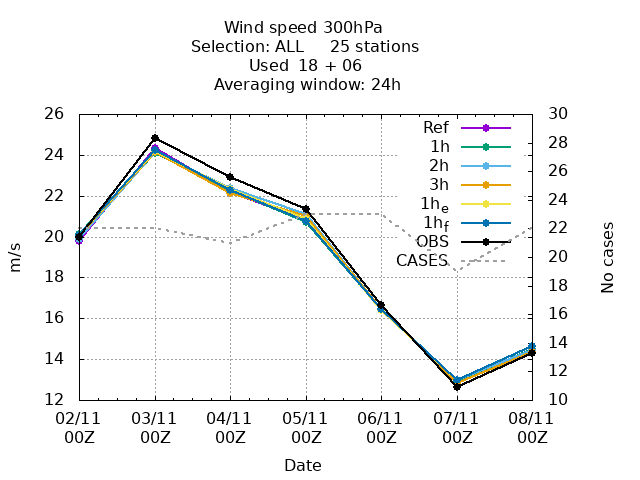 Wind speed 300hPa
Selection: ALL     25 stations
Used  18 + 06
Averaging window: 24h
26
24
22
20
18
16
14
12
30
28
26
24
22
20
18
16
14
12
10
m/s
No cases
Ref
1h
2h
3h
1he
1hf
OBS
CASES
02/11 03/11 04/11 05/11 06/11 07/11 08/11
00Z 00Z 00Z 00Z 00Z 00Z 00Z
Date